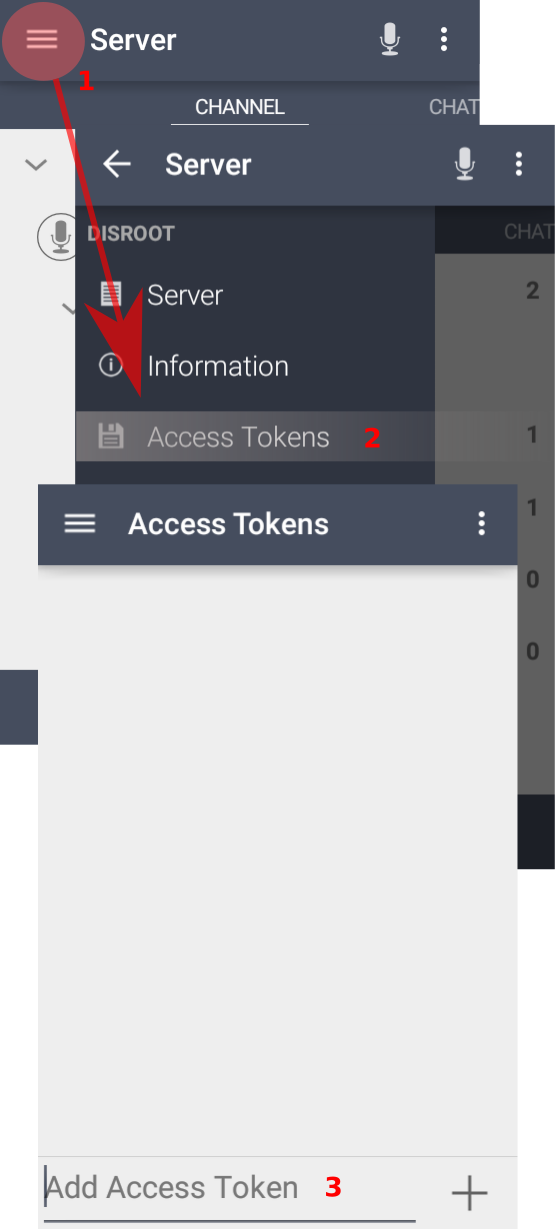 Server
1
CHANNEL
CHAT
Server
DISROOT
CHAT
Server
2
Information
Access Tokens 2
1
1
0
0
Access Tokens
Add Access Token 3